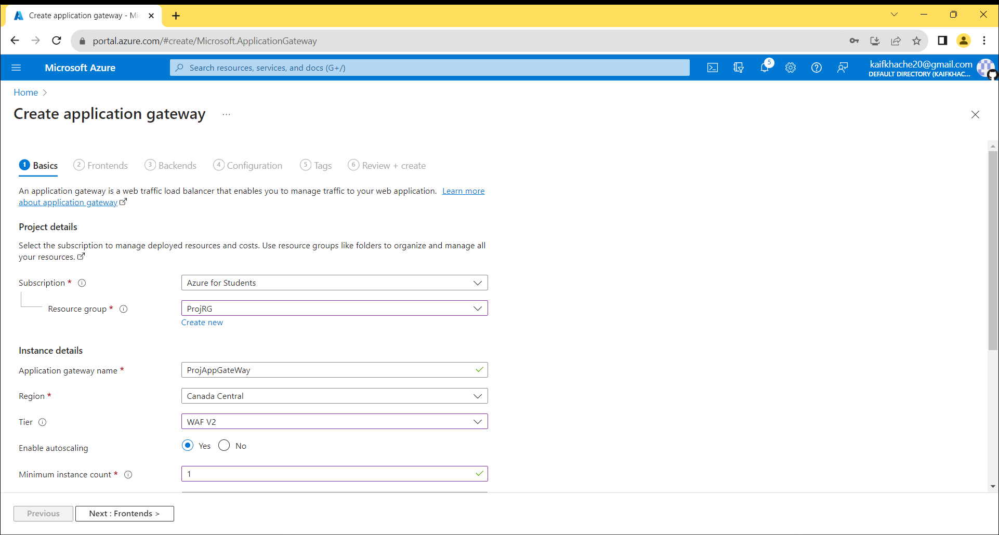 Create application gateway - Mi
portal.azure.com/#create/Microsoft.ApplicationGateway
Microsoft Azure
Search resources, services, and docs (G+/)
5
kaifkhache20@gmail.com
DEFAULT DIRECTORY (KAIFKHAC...
Home
Create application gateway
...
1 Basics
2 Frontends
3 Backends
4 Configuration
5 Tags
6 Review + create
An application gateway is a web traffic load balancer that enables you to manage traffic to your web application. Learn more
about application gateway
Project details
Select the subscription to manage deployed resources and costs. Use resource groups like folders to organize and manage all
your resources.
Subscription *
Azure for Students
Resource group *
ProjRG
Create new
Instance details
Application gateway name *
ProjAppGateWay
Region *
Canada Central
Tier
WAF V2
Enable autoscaling
Yes
No
Minimum instance count *
1
Previous
Next : Frontends >